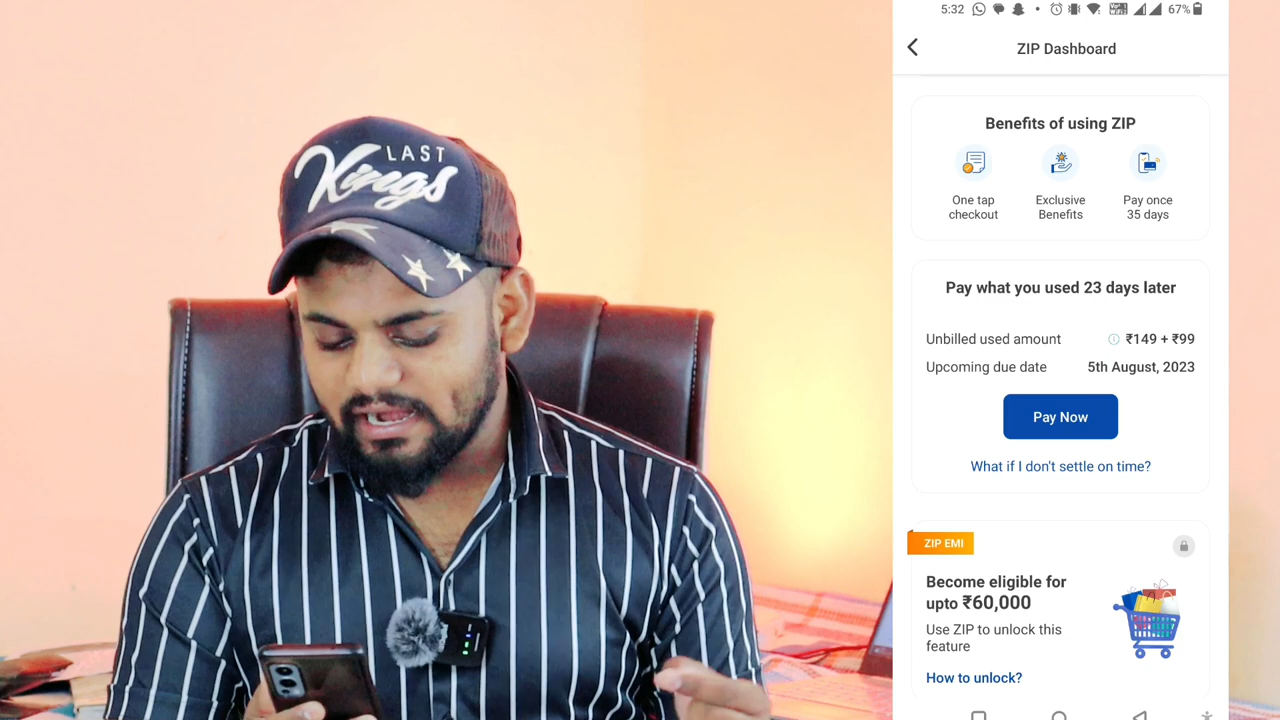 LAST
Kings
5:32
67%
ZIP Dashboard
Benefits of using ZIP
One tap
checkout
Exclusive
Benefits
Pay once
35 days
Pay what you used 23 days later
Unbilled used amount
₹149 + ₹99
Upcoming due date
5th August, 2023
Pay Now
What if I don't settle on time?
ZIP EMI
Become eligible for
upto ₹60,000
Use ZIP to unlock this
feature
How to unlock?